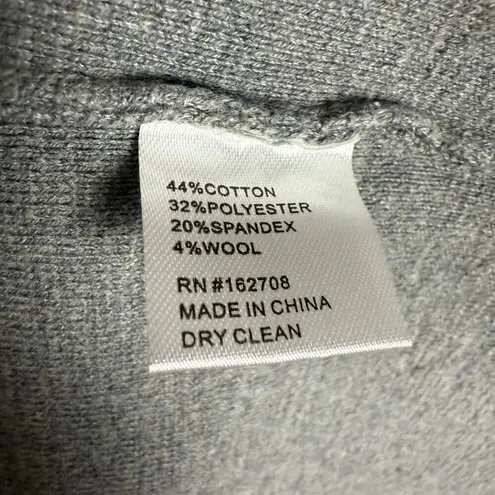 44%COTTON
32%POLYESTER
20%SPANDEX
4%WOOL
RN #162708
MADE IN CHINA
DRY CLEAN